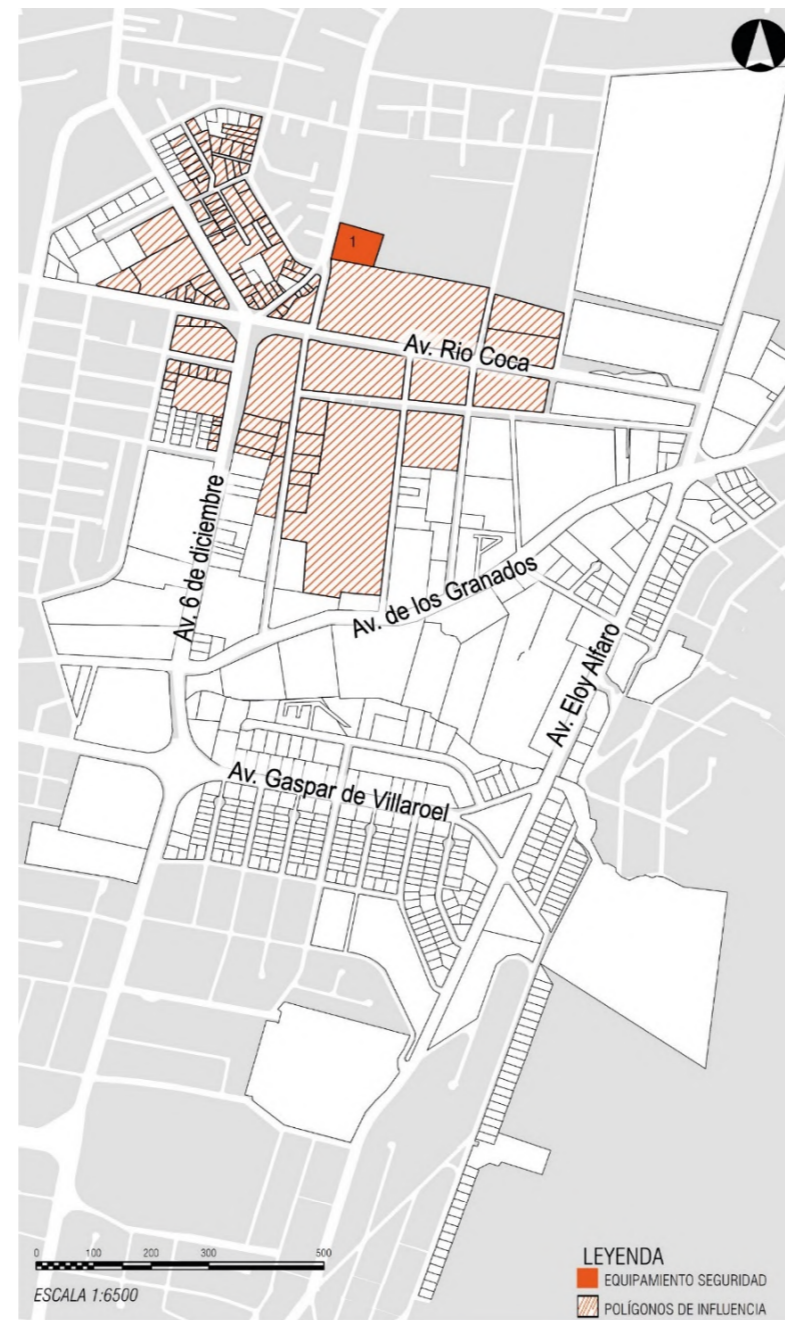 1
Av. Rio Coca
Av. 6 de diciembre
Av. de los Granados
Av. Eloy Alfaro
Av. Gaspar de Villaroel
0 100 200 300 500
ESCALA 1:6500
LEYENDA
EQUIPAMIENTO SEGURIDAD
POLÍGONOS DE INFLUENCIA